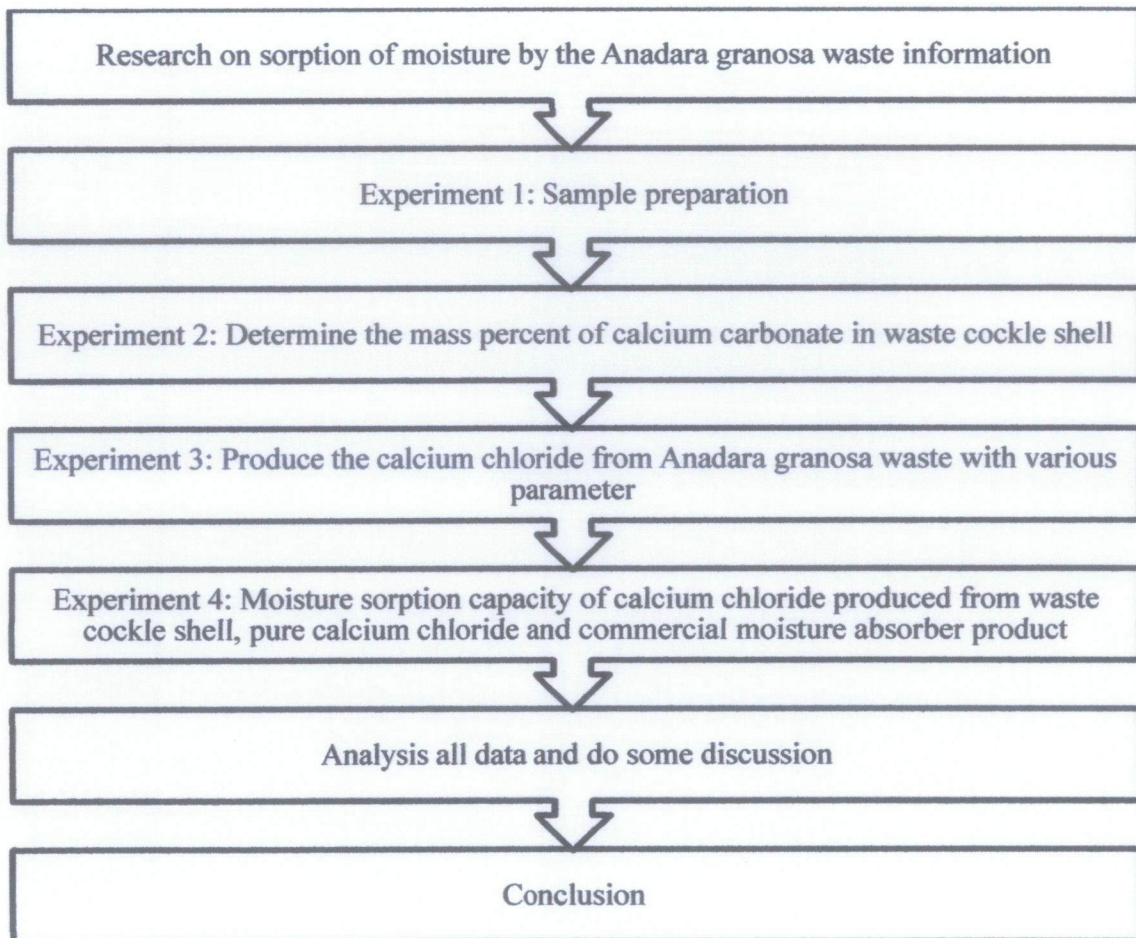 Research on sorption of moisture by the Anadara granosa waste information
Experiment 1: Sample preparation
Experiment 2: Determine the mass percent of calcium carbonate in waste cockle shell
Experiment 3: Produce the calcium chloride from Anadara granosa waste with various
parameter
Experiment 4: Moisture sorption capacity of calcium chloride produced from waste
cockle shell, pure calcium chloride and commercial moisture absorber product
Analysis all data and do some discussion
Conclusion